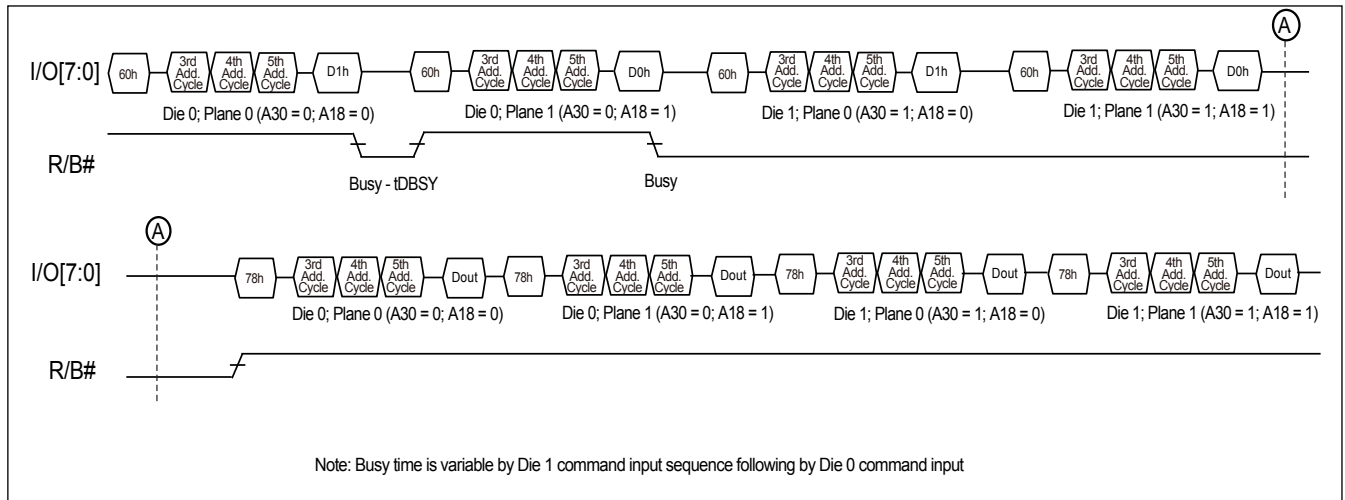 A
I/O[7:0] 60h 3rd Add. Cycle 4th Add. Cycle 5th Add. Cycle D1h 60h 3rd Add. Cycle 4th Add. Cycle 5th Add. Cycle D0h 60h 3rd Add. Cycle 4th Add. Cycle 5th Add. Cycle D1h 60h 3rd Add. Cycle 4th Add. Cycle 5th Add. Cycle D0h
Die 0; Plane 0 (A30 = 0; A18 = 0) Die 0; Plane 1 (A30 = 0; A18 = 1) Die 1; Plane 0 (A30 = 1; A18 = 0) Die 1; Plane 1 (A30 = 1; A18 = 1)
R/B#
Busy - tDBSY Busy
A
I/O[7:0] 78h 3rd Add. Cycle 4th Add. Cycle 5th Add. Cycle Dout 78h 3rd Add. Cycle 4th Add. Cycle 5th Add. Cycle Dout 78h 3rd Add. Cycle 4th Add. Cycle 5th Add. Cycle Dout 78h 3rd Add. Cycle 4th Add. Cycle 5th Add. Cycle Dout
Die 0; Plane 0 (A30 = 0; A18 = 0) Die 0; Plane 1 (A30 = 0; A18 = 1) Die 1; Plane 0 (A30 = 1; A18 = 0) Die 1; Plane 1 (A30 = 1; A18 = 1)
R/B#
Note: Busy time is variable by Die 1 command input sequence following by Die 0 command input